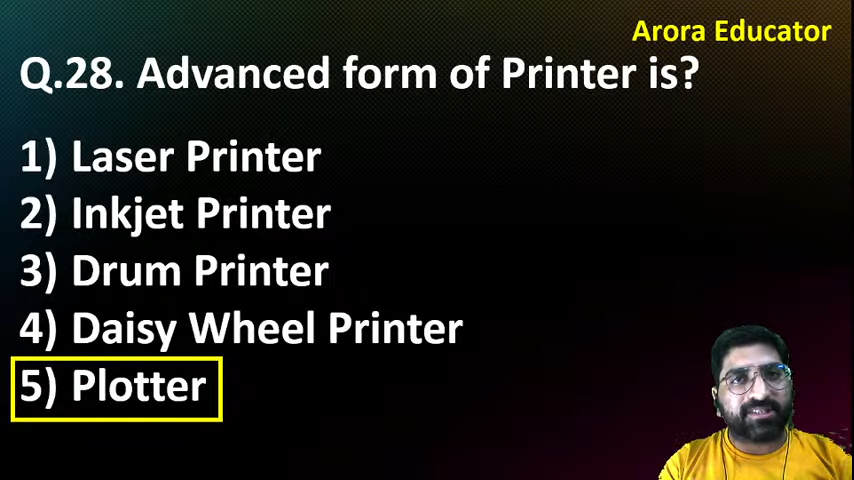 Arora Educator
Q.28. Advanced form of Printer is?
1) Laser Printer
2) Inkjet Printer
3) Drum Printer
4) Daisy Wheel Printer
5) Plotter